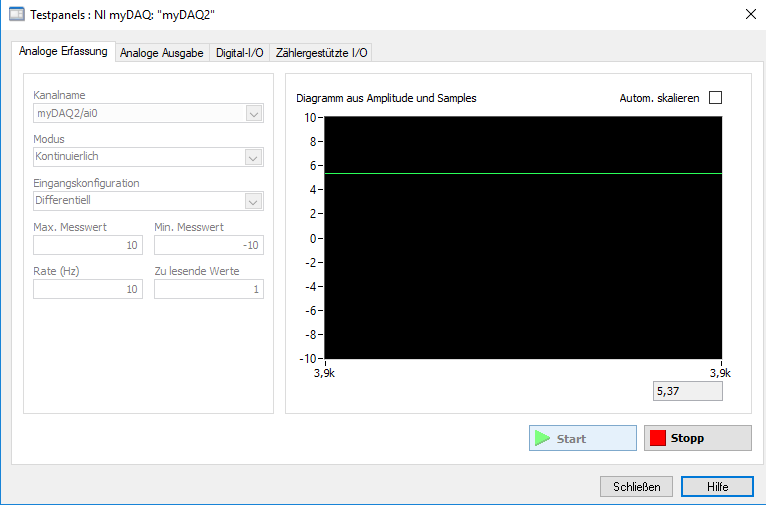 Testpanels : NI myDAQ: "myDAQ2"
Analoge Erfassung
Analoge Ausgabe
Digital-I/O
Zählergestützte I/O
Kanalname
myDAQ2/ai0
Modus
Kontinuierlich
Eingangskonfiguration
Differentiell
Max. Messwert
Min. Messwert
10
-10
Rate (Hz)
Zu lesende Werte
10
1
Diagramm aus Amplitude und Samples
Autom. skalieren
10
8
6
4
2
0
-2
-4
-6
-8
-10
3,9k
3,9k
5,37
Start
Stopp
Schließen
Hilfe